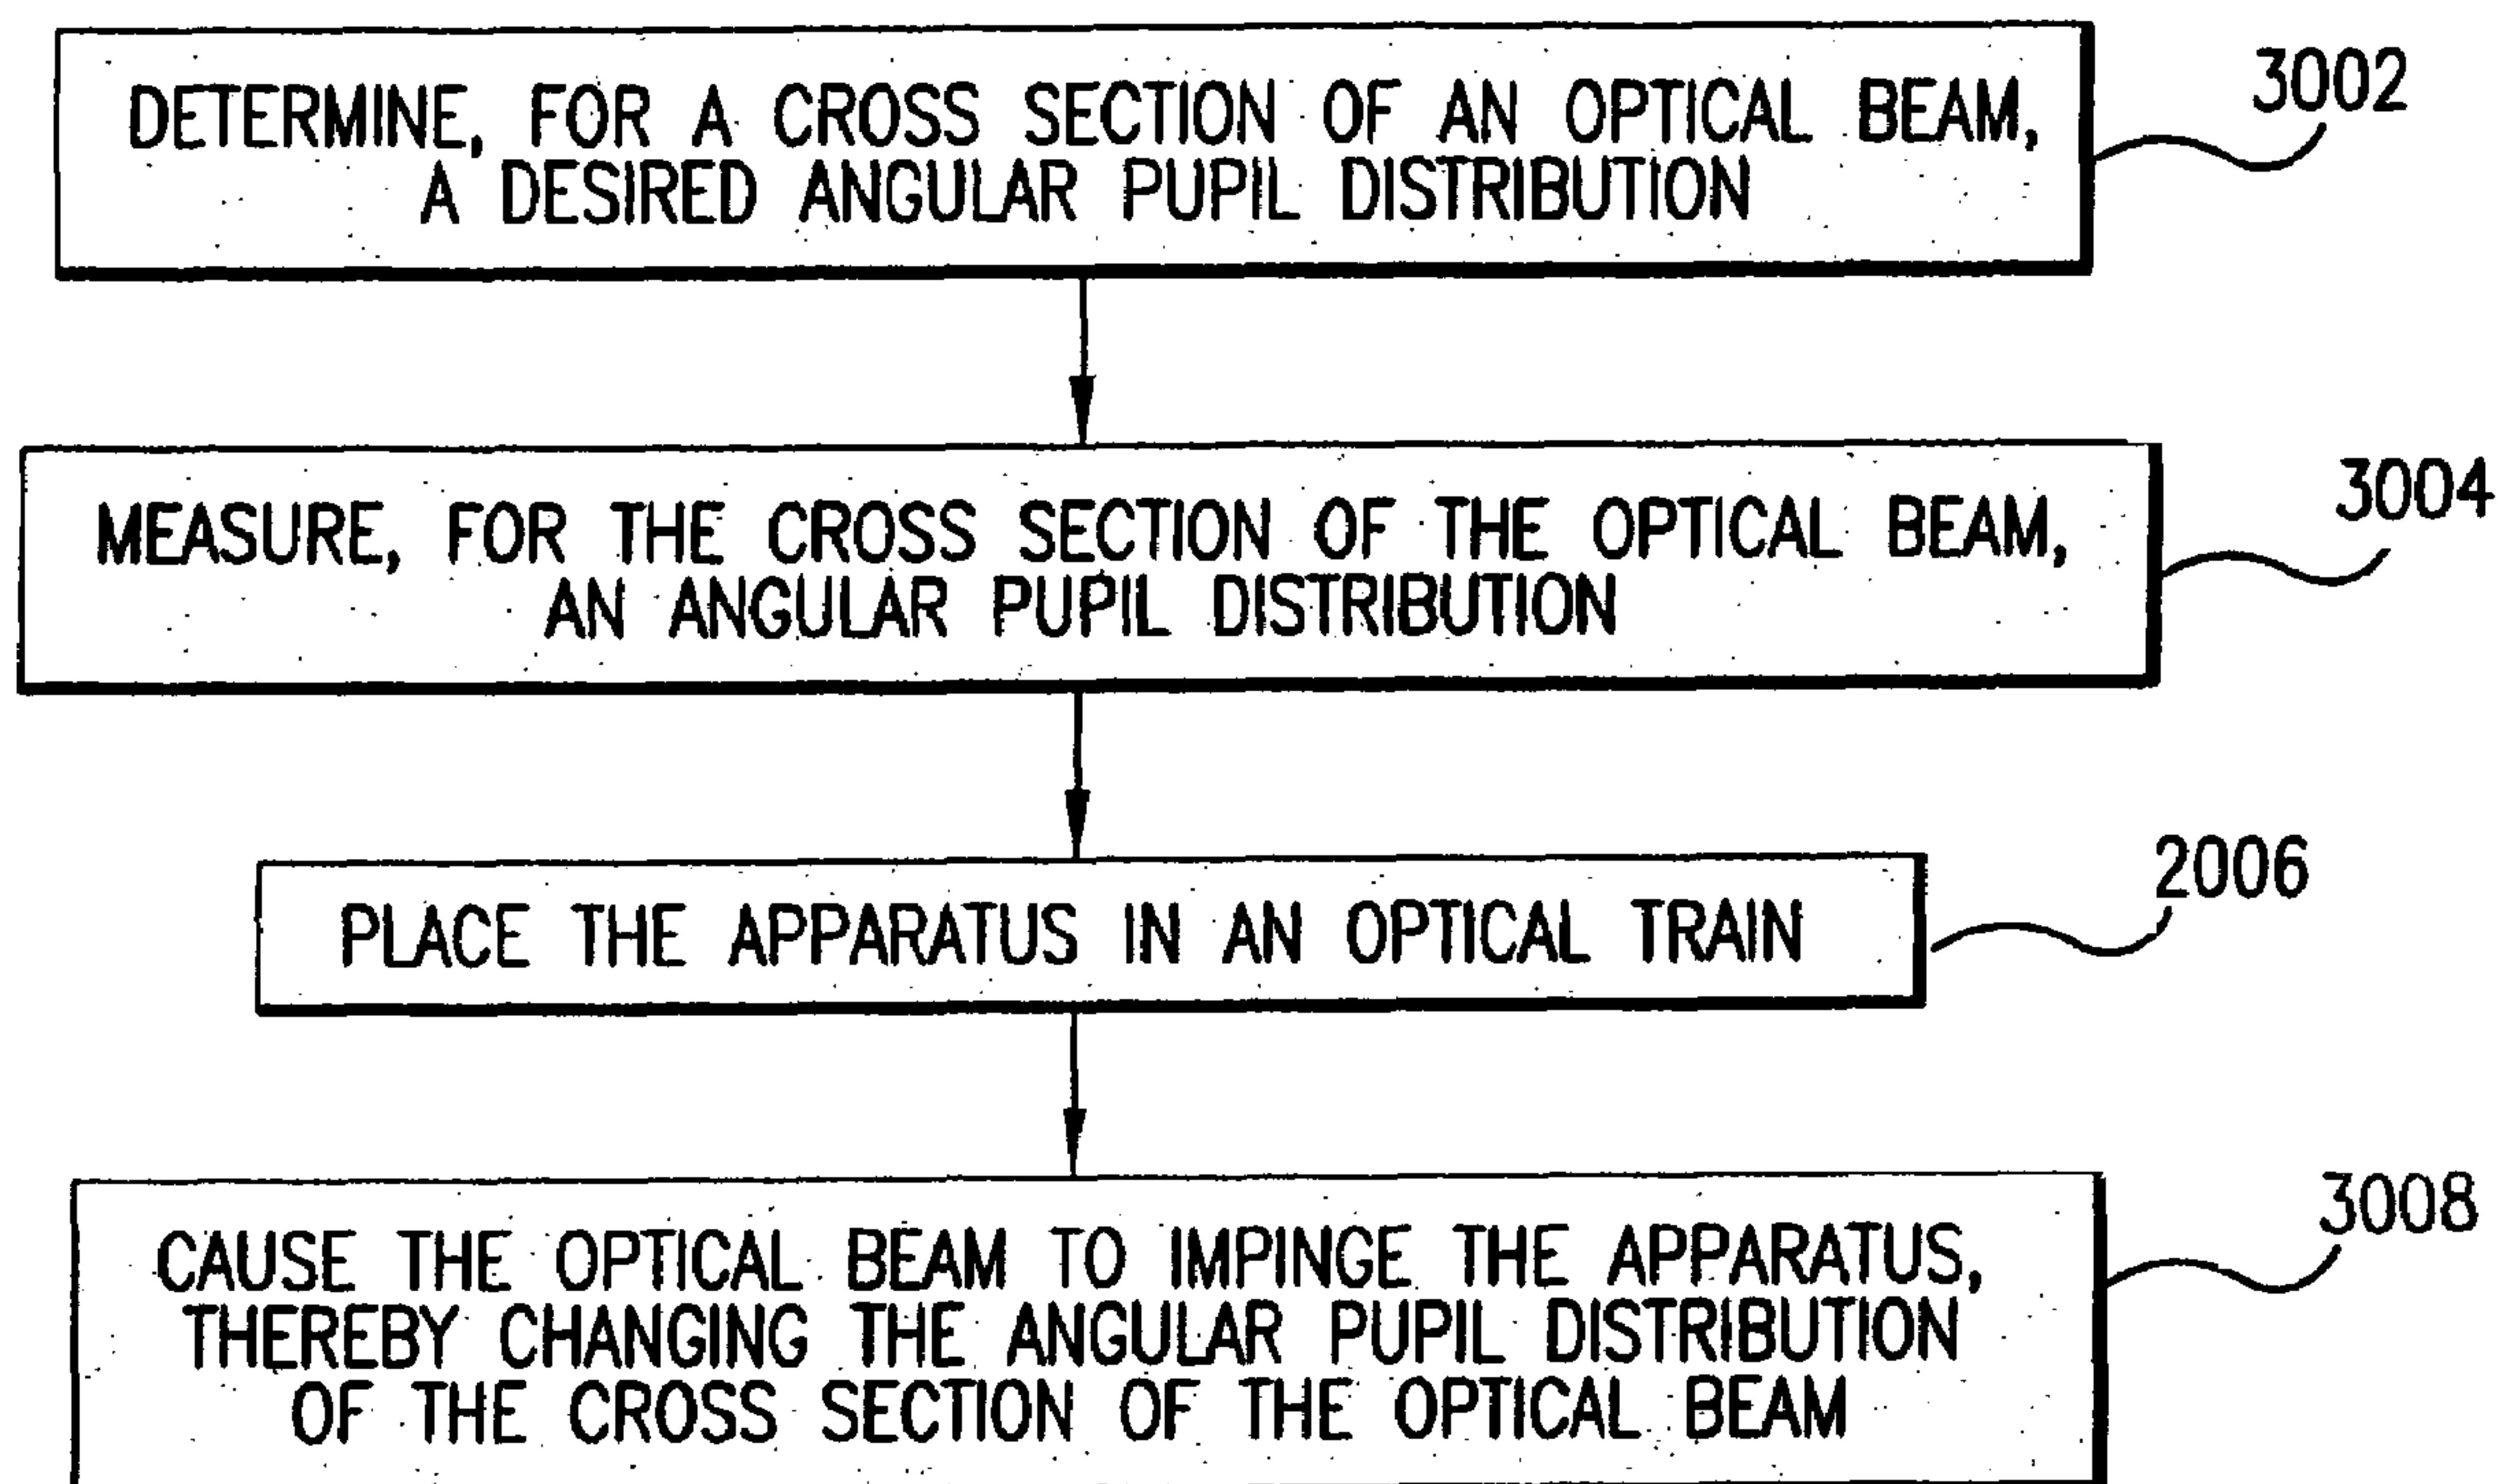 DETERMINE, FOR A CROSS SECTION OF AN OPTICAL BEAM,
A DESIRED ANGULAR PUPIL DISTRIBUTION
3002
MEASURE, FOR THE CROSS SECTION OF THE OPTICAL BEAM,
AN ANGULAR PUPIL DISTRIBUTION
3004
PLACE THE APPARATUS IN AN OPTICAL TRAIN
2006
CAUSE THE OPTICAL BEAM TO IMPINGE THE APPARATUS,
THEREBY CHANGING THE ANGULAR PUPIL DISTRIBUTION
OF THE CROSS SECTION OF THE OPTICAL BEAM
3008